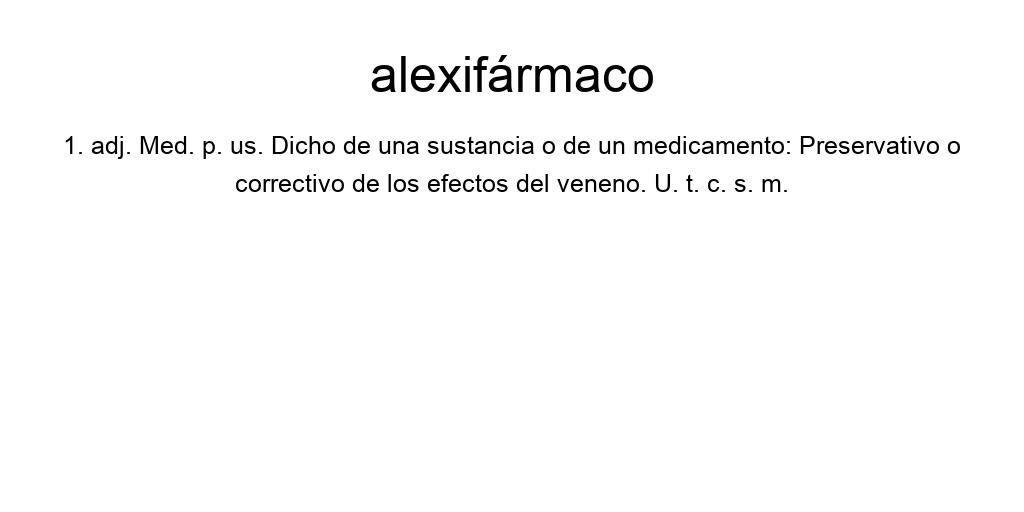 alexifármaco
1. adj. Med. p. us. Dicho de una sustancia o de un medicamento: Preservativo o
correctivo de los efectos del veneno. U. t. c. s. m.